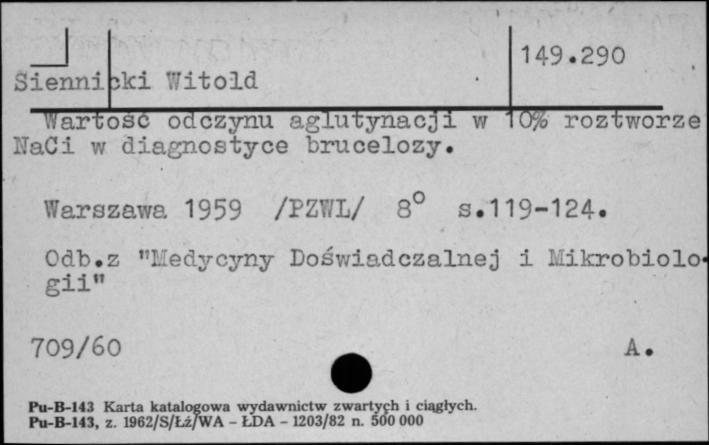 149.290
Siennicki Witold
Wartość odczynu aglutynacji w 10% roztworze
NaCi w diagnostyce brucelozy.
Warszawa 1959 /PZWL/ 8° s.119-124.
Odb.z "Medycyny Doświadczalnej i Mikrobiolo-
gii"
709/60 A.
Pu-B-143 Karta katalogowa wydawnictw zwartych i ciągłych.
Pu-B-143, z. 1962/S/Łź/WA - ŁDA - 1203/82 n. 500 000